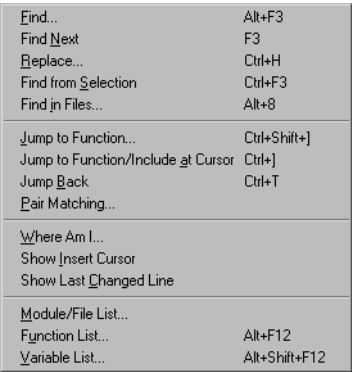 Find... Alt+F3
Find Next F3
Replace... Ctrl+H
Find from Selection Ctrl+F3
Find in Files... Alt+8
Jump to Function... Ctrl+Shift+]
Jump to Function/Include at Cursor Ctrl+]
Jump Back Ctrl+T
Pair Matching...
Where Am I...
Show Insert Cursor
Show Last Changed Line
Module/File List...
Function List... Alt+F12
Variable List... Alt+Shift+F12